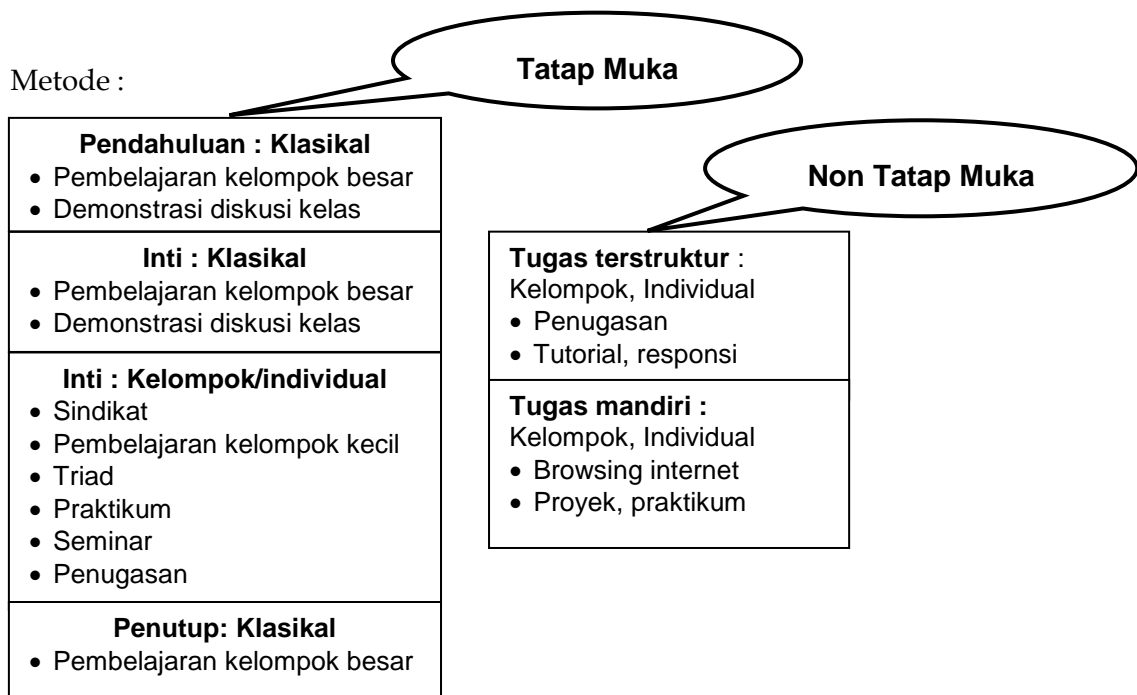 Metode :
Tatap Muka
Pendahuluan : Klasikal
• Pembelajaran kelompok besar
• Demonstrasi diskusi kelas
Inti : Klasikal
• Pembelajaran kelompok besar
• Demonstrasi diskusi kelas
Inti : Kelompok/individual
• Sindikat
• Pembelajaran kelompok kecil
• Triad
• Praktikum
• Seminar
• Penugasan
Penutup: Klasikal
• Pembelajaran kelompok besar
Non Tatap Muka
Tugas terstruktur :
Kelompok, Individual
• Penugasan
• Tutorial, responsi
Tugas mandiri :
Kelompok, Individual
• Browsing internet
• Proyek, praktikum